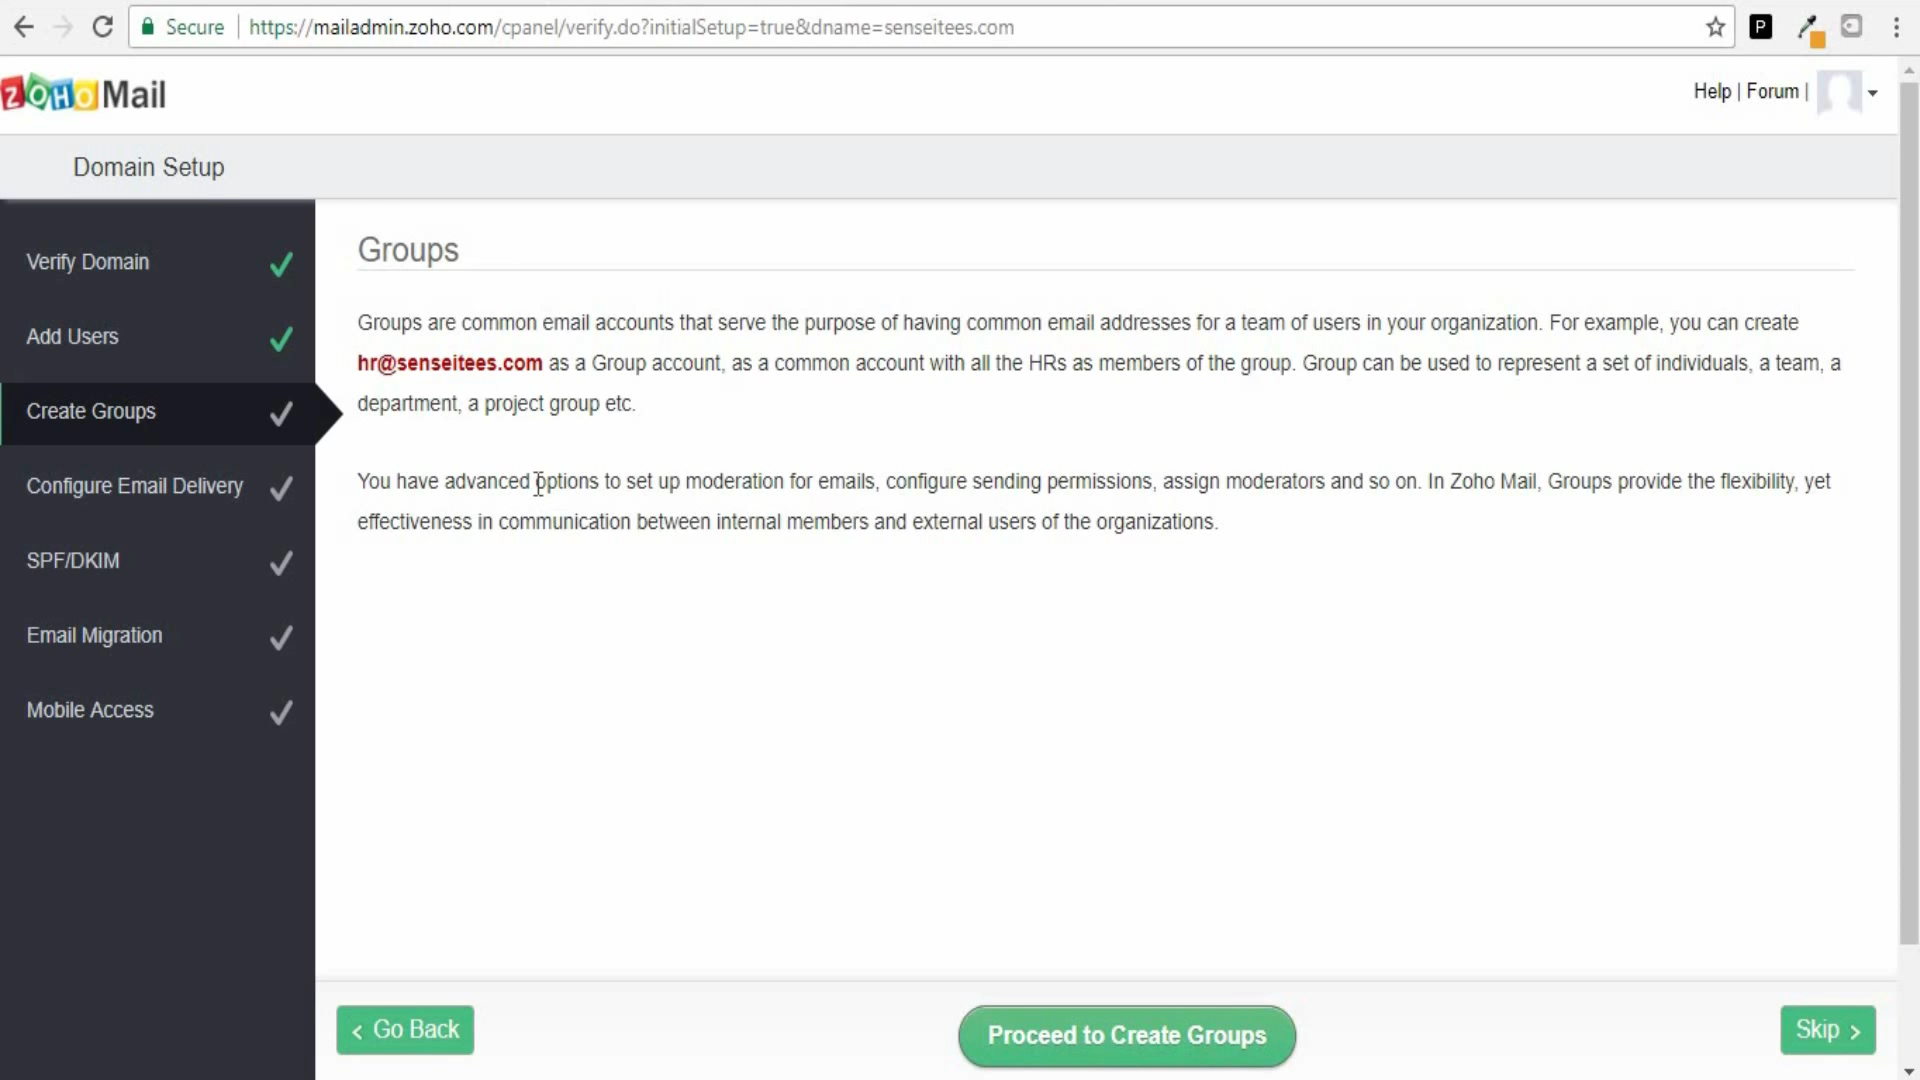 Secure https://mailadmin.zoho.com/cpanel/verify.do?initialSetup=true&dname=senseitees.com
P
ZOHO Mail
Help | Forum |
Domain Setup
Verify Domain
Add Users
Create Groups
Configure Email Delivery
SPF/DKIM
Email Migration
Mobile Access
Groups
Groups are common email accounts that serve the purpose of having common email addresses for a team of users in your organization. For example, you can create
hr@senseitees.com as a Group account, as a common account with all the HRs as members of the group. Group can be used to represent a set of individuals, a team, a
department, a project group etc.
You have advanced options to set up moderation for emails, configure sending permissions, assign moderators and so on. In Zoho Mail, Groups provide the flexibility, yet
effectiveness in communication between internal members and external users of the organizations.
< Go Back
Proceed to Create Groups
Skip >